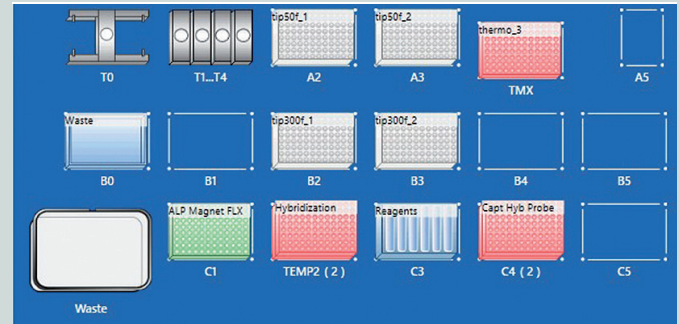 tip50f_1
tip50f_2
thermo_3
T0
T1...T4
A2
A3
TMX
A5
Waste
tip300f_1
tip300f_2
B0
B1
B2
B3
B4
B5
ALP Magnet FLX
Hybridization
Reagents
Capt Hyb Probe
C1
TEMP2 ( 2 )
C3
C4 ( 2 )
C5
Waste